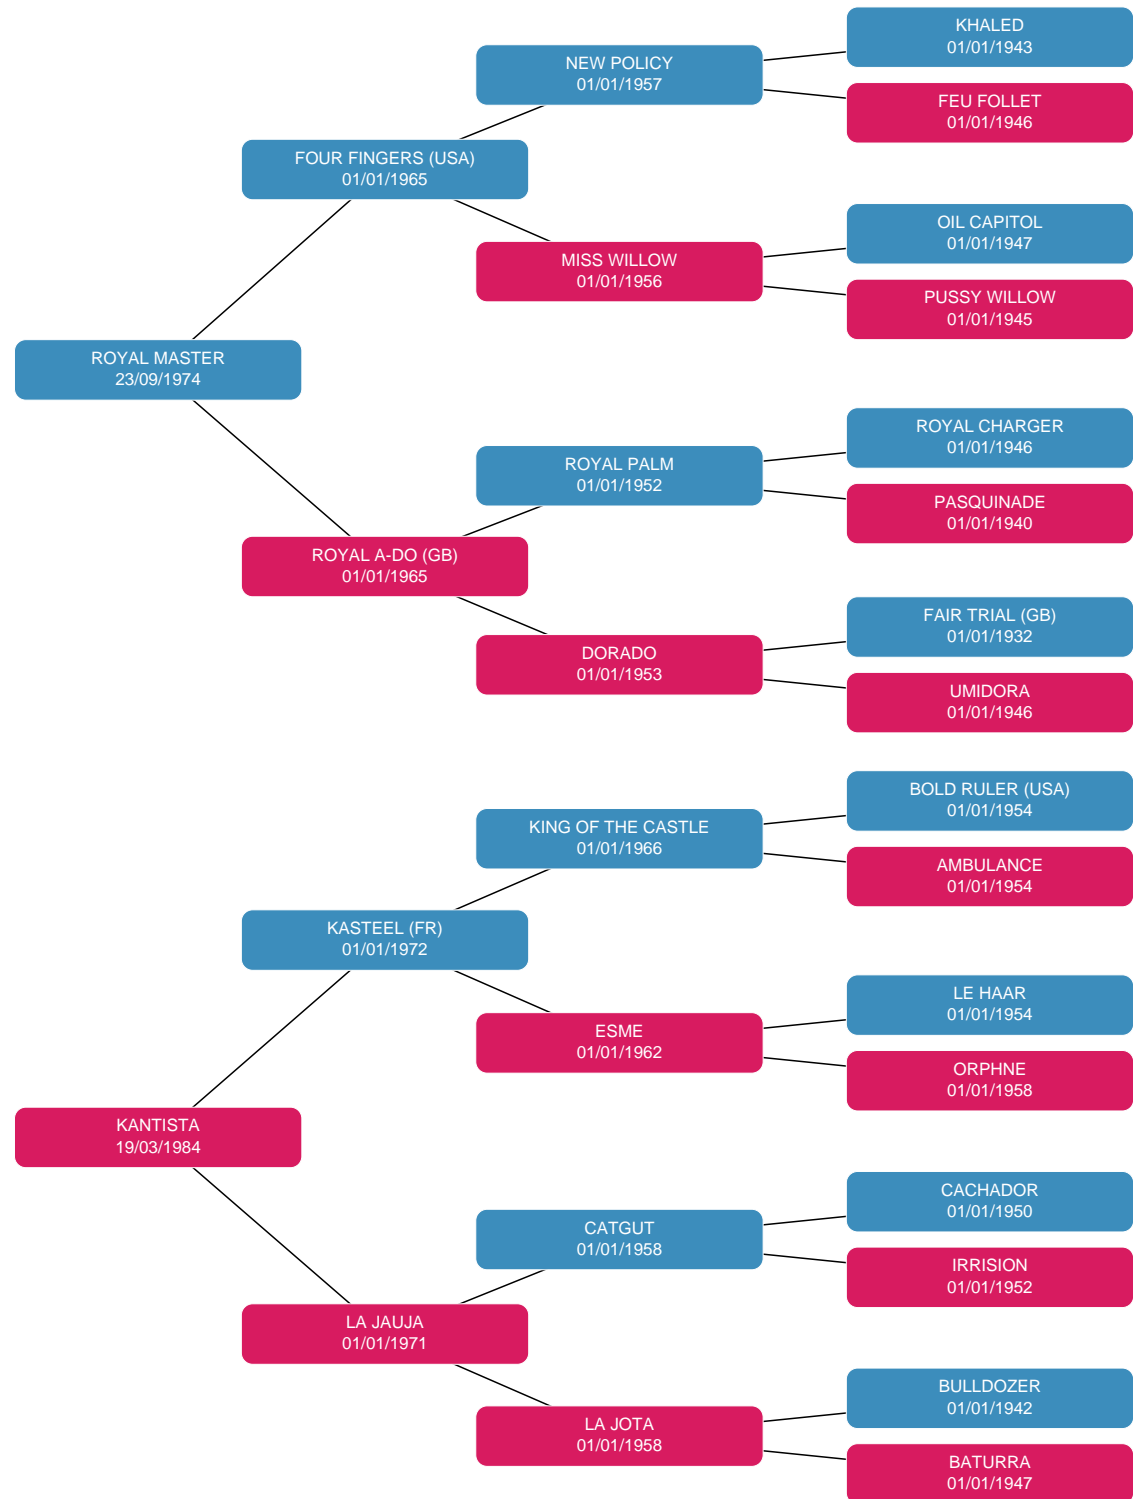 KHALED
01/01/1943
NEW POLICY
01/01/1957
FEU FOLLET
01/01/1946
FOUR FINGERS (USA)
01/01/1965
OIL CAPITOL
01/01/1947
MISS WILLOW
01/01/1956
PUSSY WILLOW
01/01/1945
ROYAL MASTER
23/09/1974
ROYAL CHARGER
01/01/1946
ROYAL PALM
01/01/1952
PASQUINADE
01/01/1940
ROYAL A-DO (GB)
01/01/1965
FAIR TRIAL (GB)
01/01/1932
DORADO
01/01/1953
UMIDORA
01/01/1946
BOLD RULER (USA)
01/01/1954
KING OF THE CASTLE
01/01/1966
AMBULANCE
01/01/1954
KASTEEL (FR)
01/01/1972
LE HAAR
01/01/1954
ESME
01/01/1962
ORPHNE
01/01/1958
KANTISTA
19/03/1984
CACHADOR
01/01/1950
CATGUT
01/01/1958
IRRISION
01/01/1952
LA JAUJA
01/01/1971
BULLDOZER
01/01/1942
LA JOTA
01/01/1958
BATURRA
01/01/1947